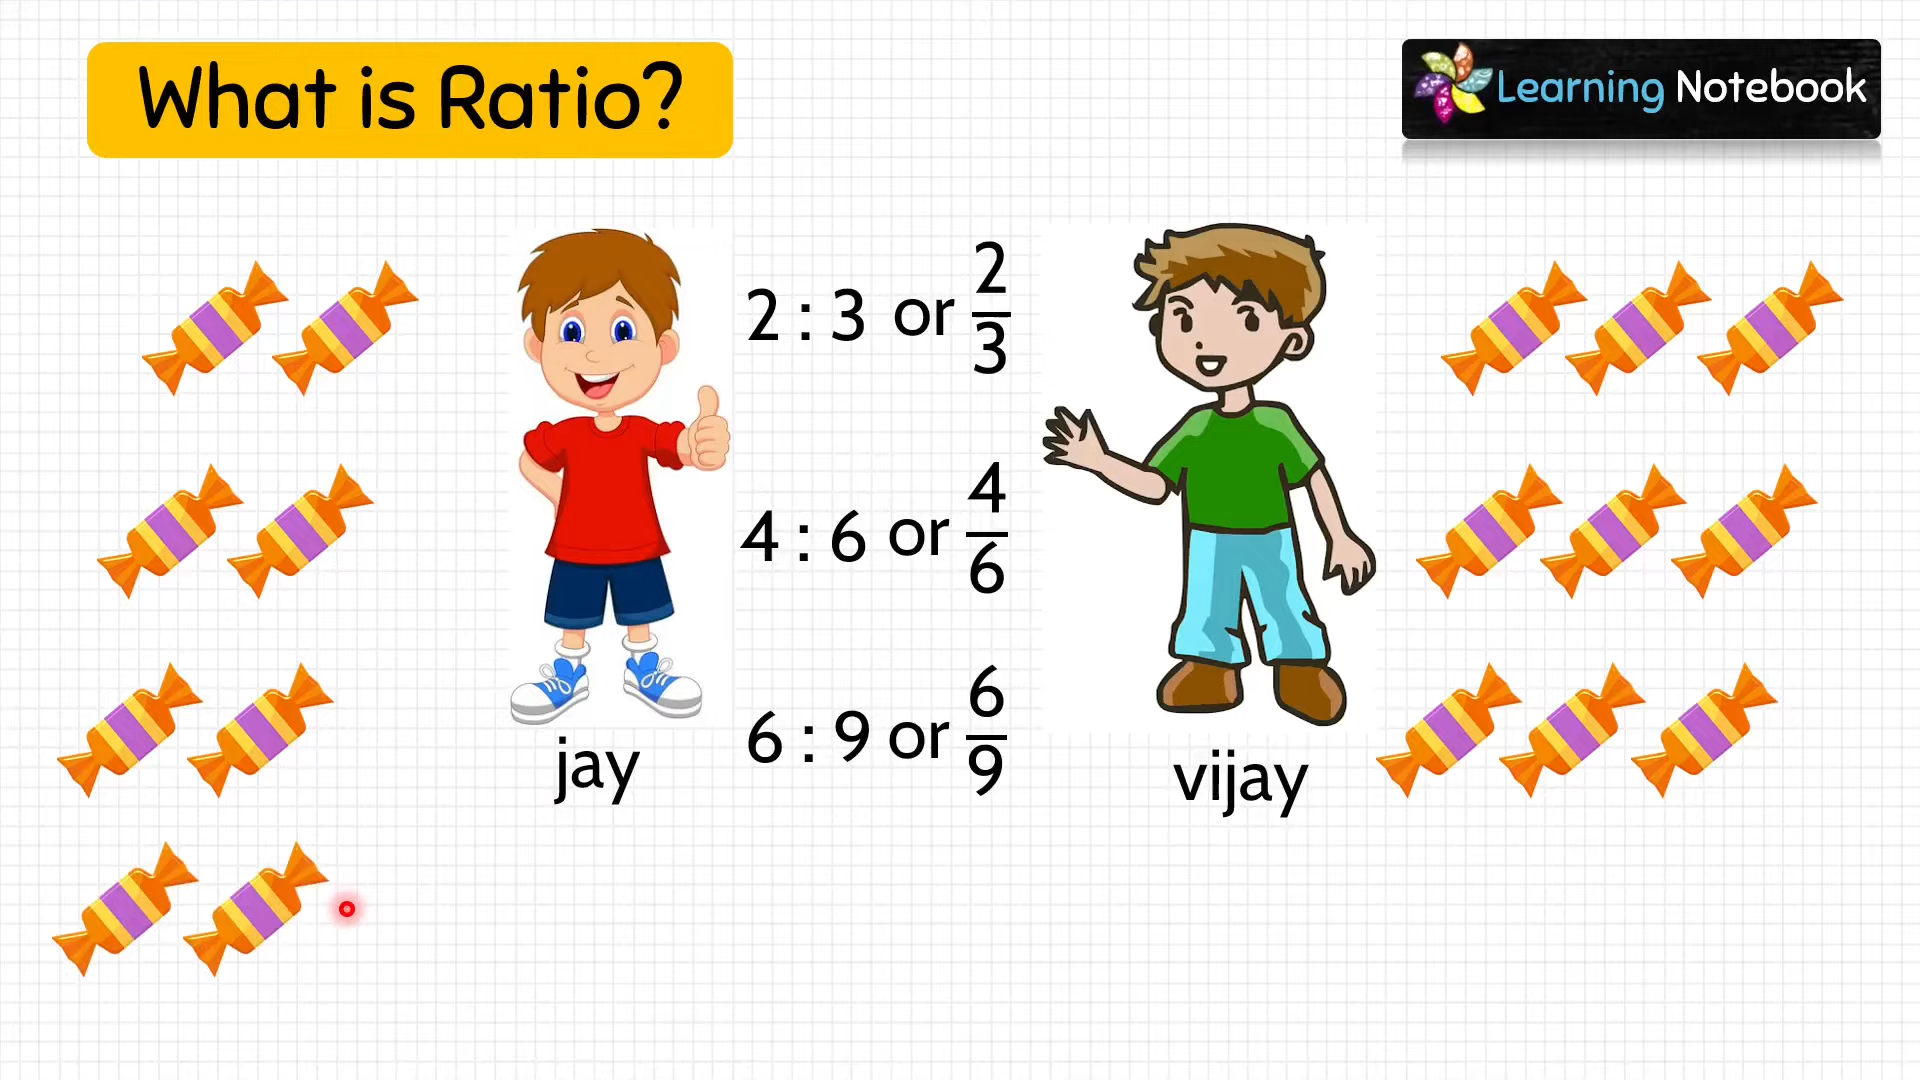 What is Ratio?
Learning Notebook
2 : 3 or 2/3
4 : 6 or 4/6
6 : 9 or 6/9
jay
vijay